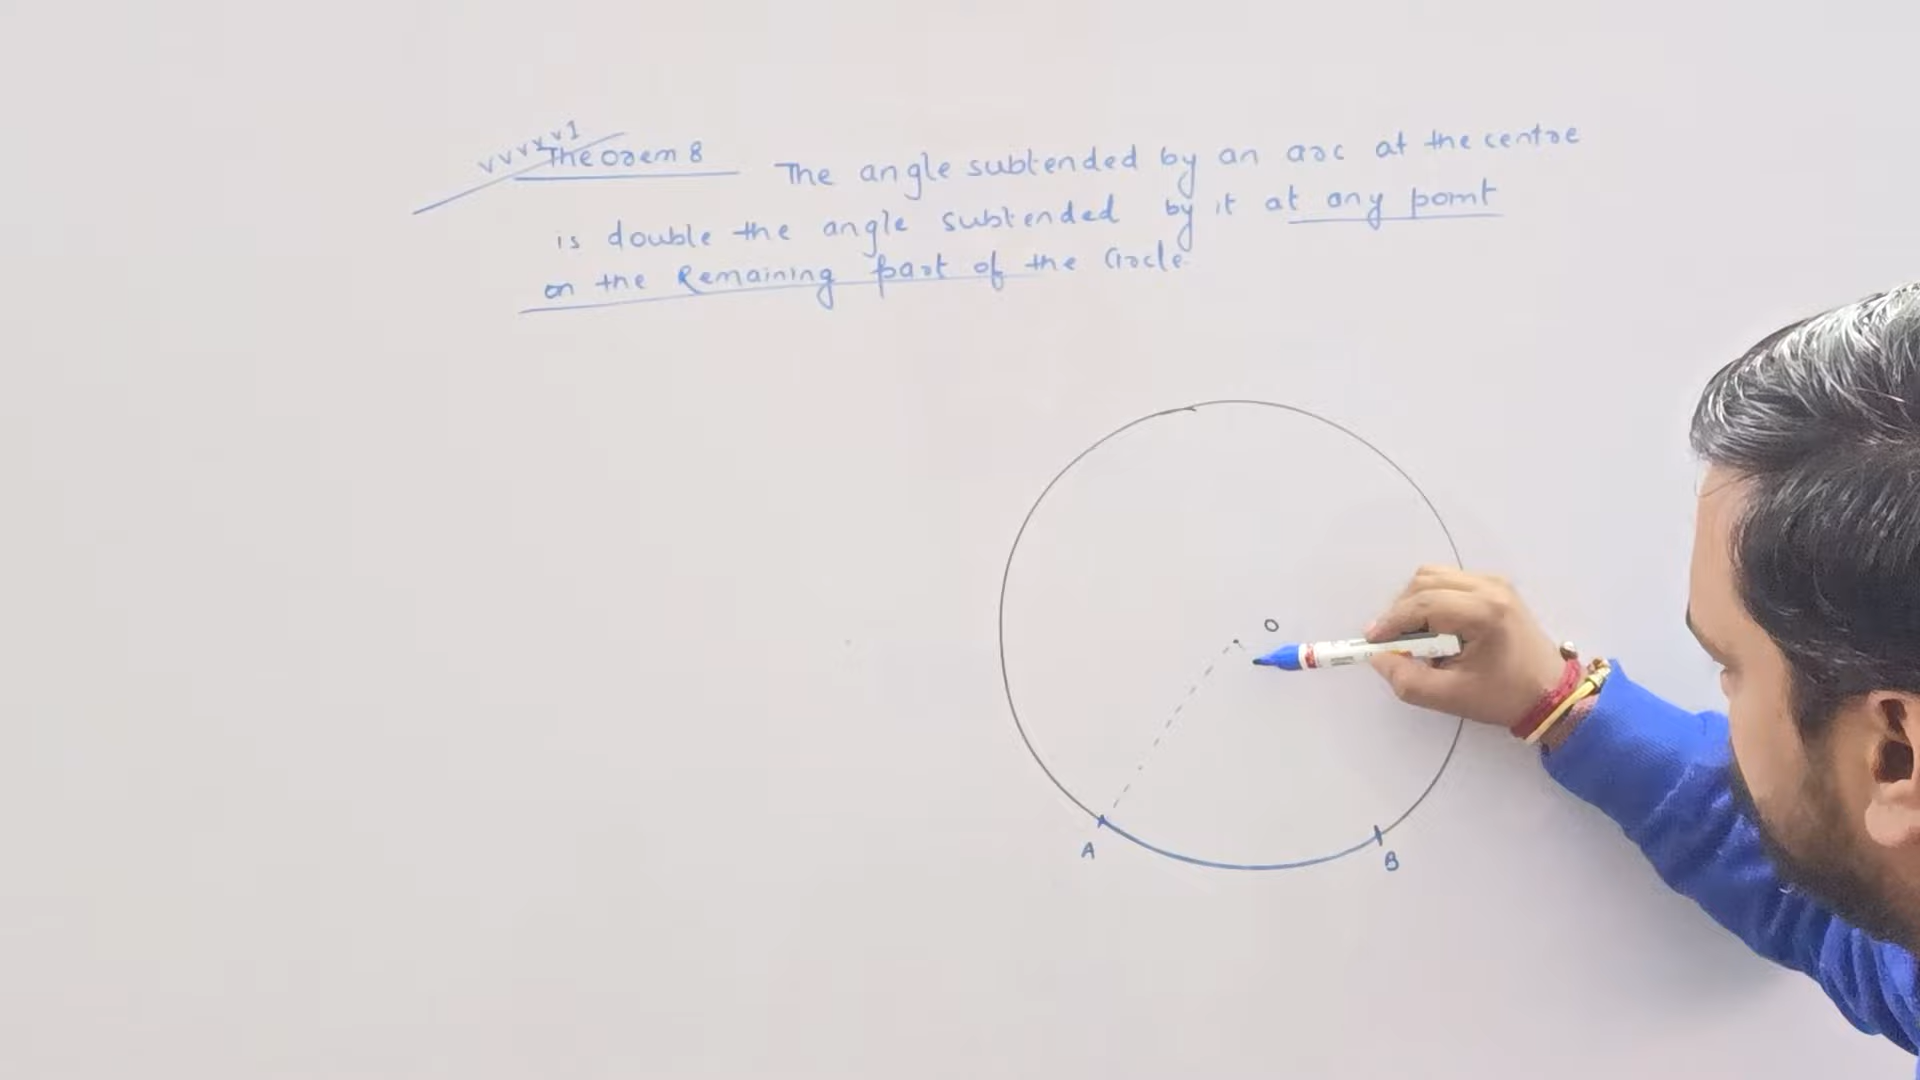 vvvvv1
Theorem 8 The angle subtended by an arc at the centre
is double the angle subtended by it at any point
on the Remaining part of the Circle.
O
A
B